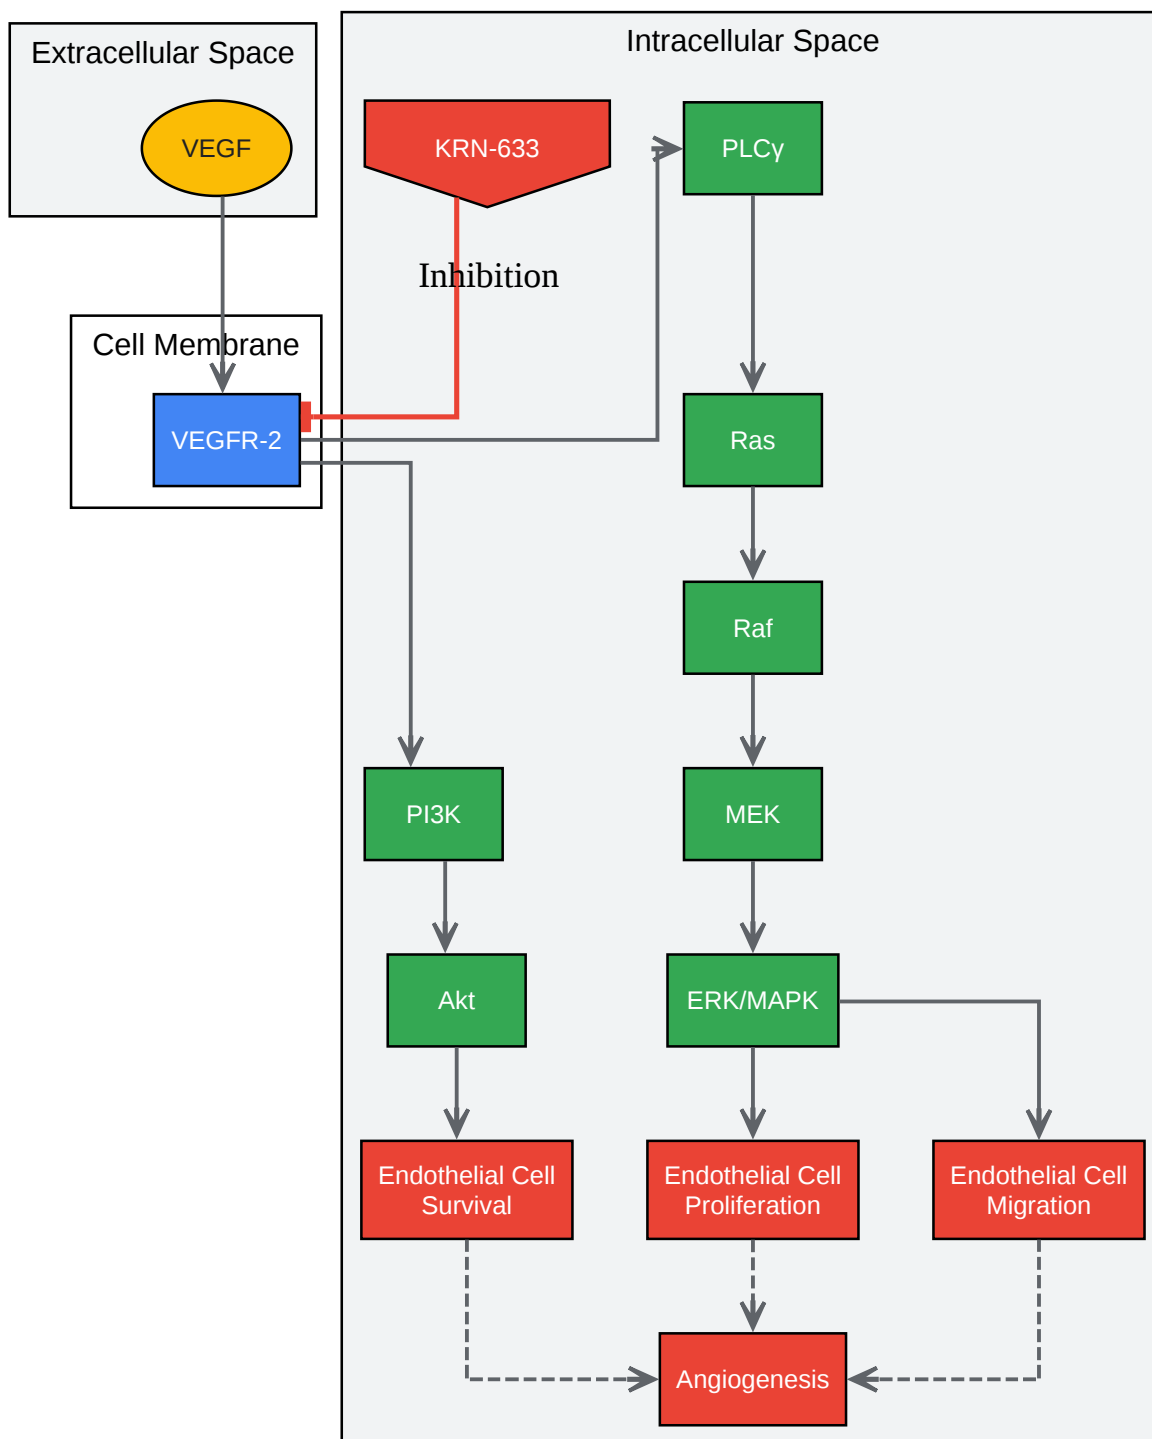 Extracellular Space
Intracellular Space
VEGF
KRN-633
PLCγ
Inhibition
Cell Membrane
VEGFR-2
Ras
Raf
PI3K
MEK
Akt
ERK/MAPK
Endothelial Cell
Survival
Endothelial Cell
Proliferation
Endothelial Cell
Migration
Angiogenesis